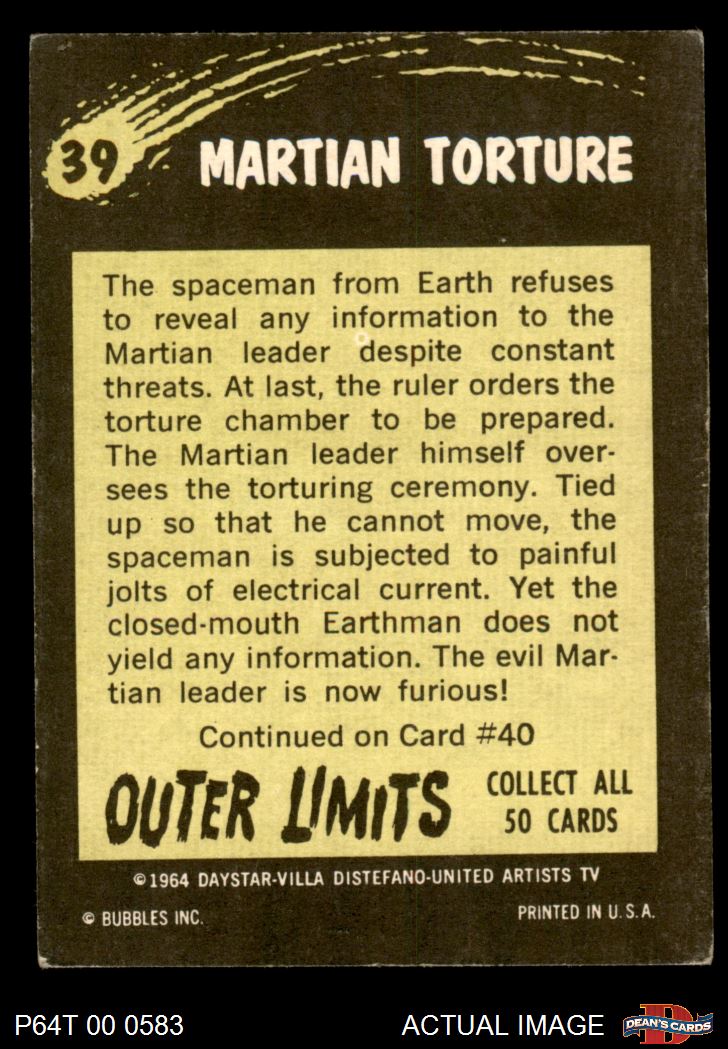 39
MARTIAN TORTURE
The spaceman from Earth refuses
to reveal any information to the
Martian leader despite constant
threats. At last, the ruler orders the
torture chamber to be prepared.
The Martian leader himself over-
sees the torturing ceremony. Tied
up so that he cannot move, the
spaceman is subjected to painful
jolts of electrical current. Yet the
closed-mouth Earthman does not
yield any information. The evil Mar-
tian leader is now furious!
Continued on Card #40
OUTER LIMITS
COLLECT ALL
50 CARDS
©1964 DAYSTAR-VILLA DISTEFANO-UNITED ARTISTS TV
© BUBBLES INC.
PRINTED IN U.S.A.
P64T 00 0583
ACTUAL IMAGE
D
DEAN'S CARDS